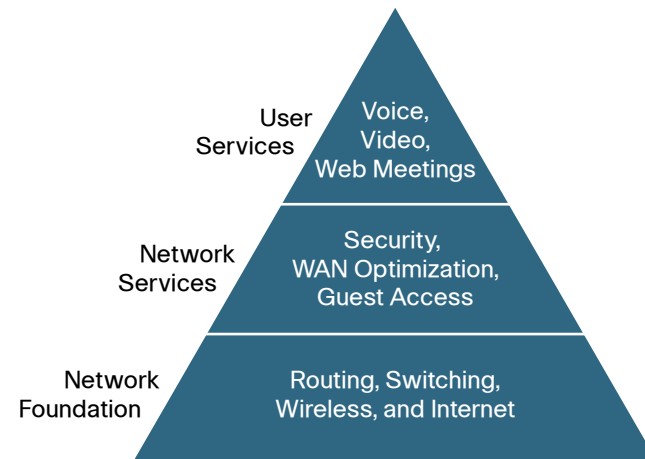 User
Services
Voice,
Video,
Web Meetings
Network
Services
Security,
WAN Optimization,
Guest Access
Network
Foundation
Routing, Switching,
Wireless, and Internet